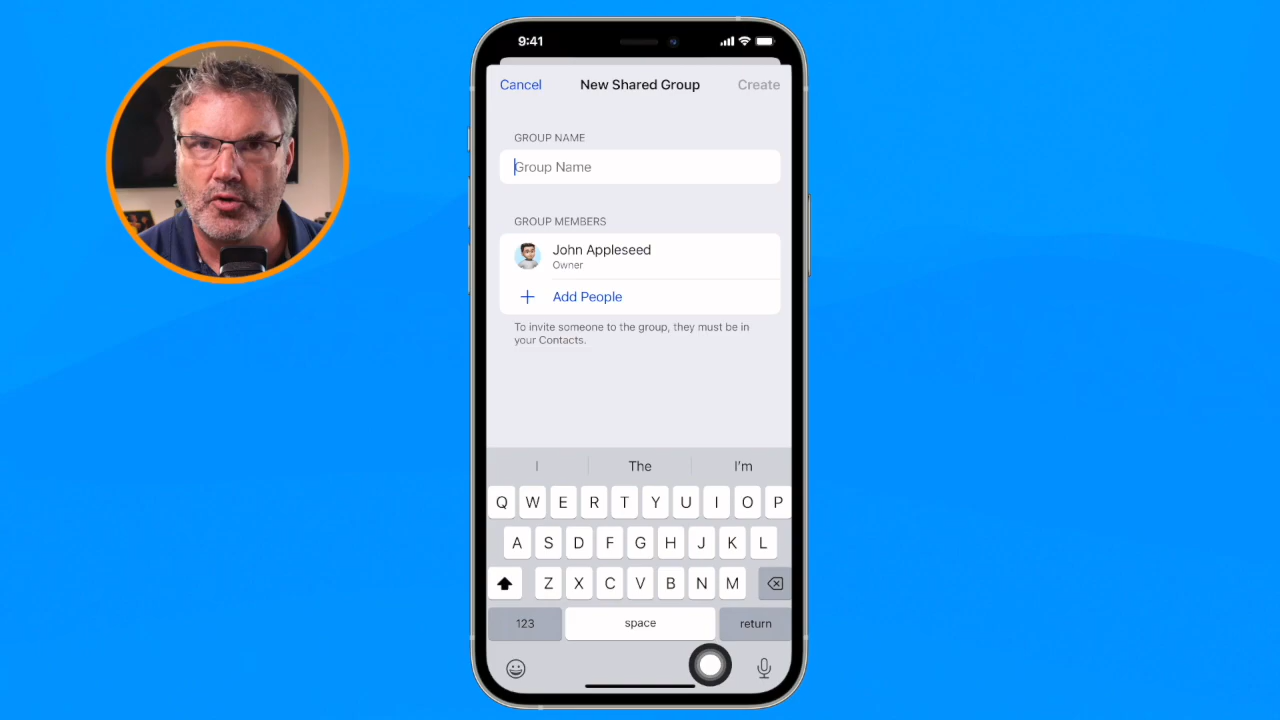 9:41
Cancel New Shared Group Create
GROUP NAME
Group Name
GROUP MEMBERS
John Appleseed
Owner
+ Add People
To invite someone to the group, they must be in
your Contacts.
I The I'm
Q W E R T Y U I O P
A S D F G H J K L
Z X C V B N M
123 space return